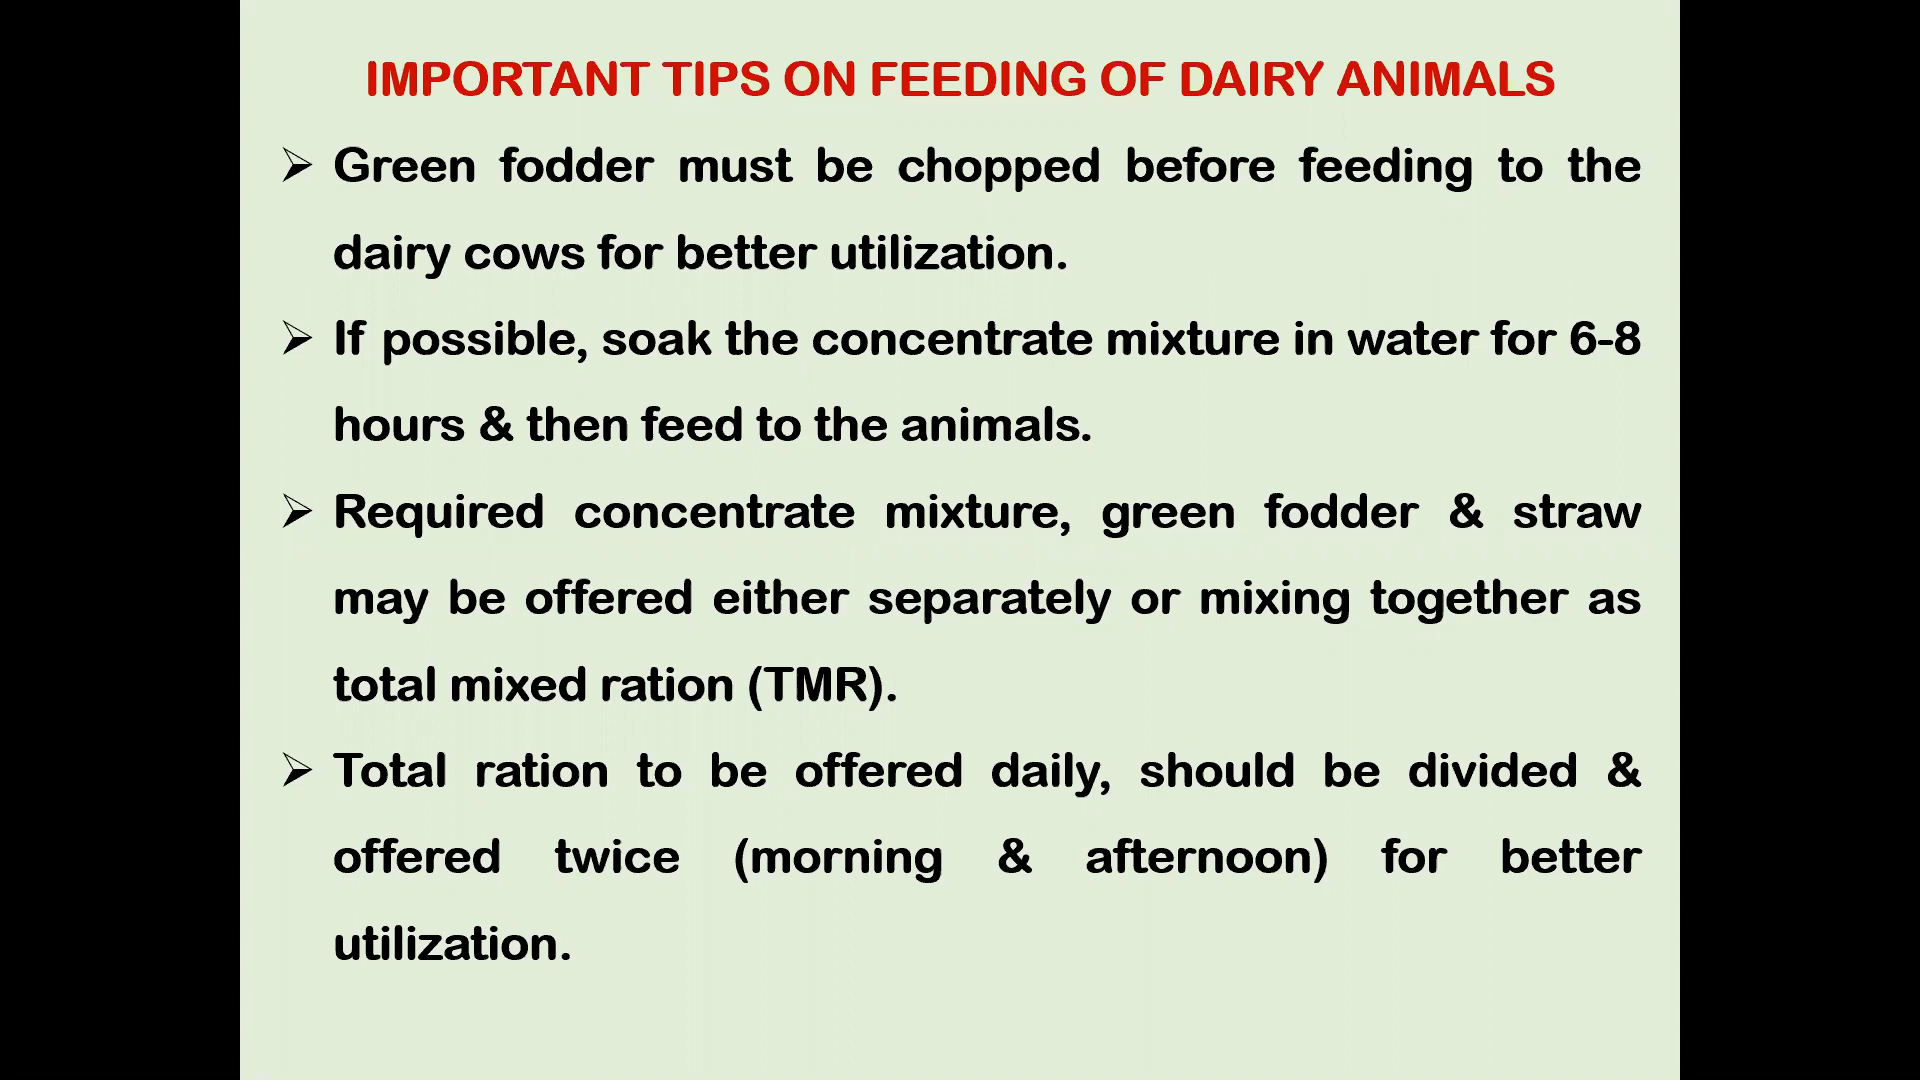 IMPORTANT TIPS ON FEEDING OF DAIRY ANIMALS
➢ Green fodder must be chopped before feeding to the
dairy cows for better utilization.
➢ If possible, soak the concentrate mixture in water for 6-8
hours & then feed to the animals.
➢ Required concentrate mixture, green fodder & straw
may be offered either separately or mixing together as
total mixed ration (TMR).
➢ Total ration to be offered daily, should be divided &
offered twice (morning & afternoon) for better
utilization.